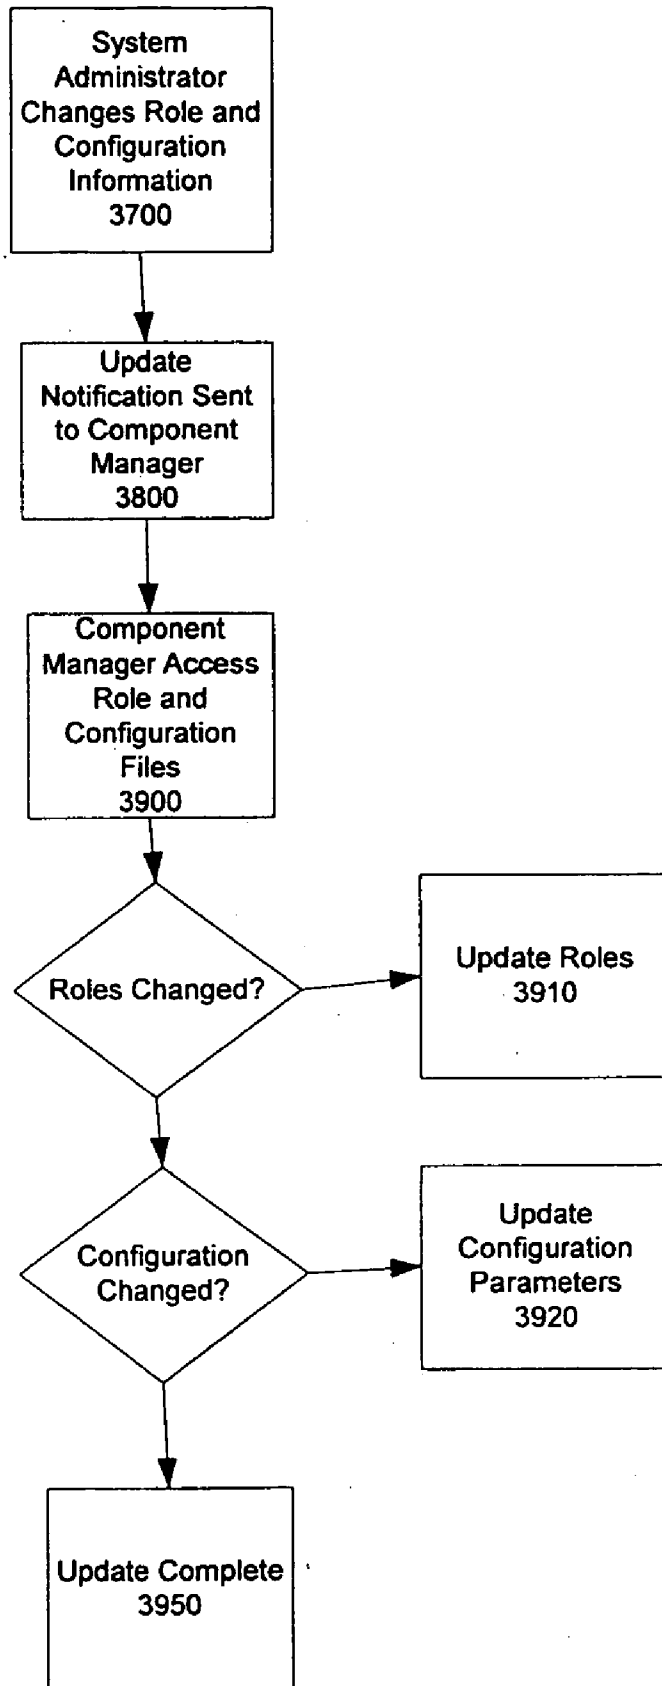 System
Administrator
Changes Role and
Configuration
Information
3700
Update
Notification Sent
to Component
Manager
3800
Component
Manager Access
Role and
Configuration
Files
3900
Roles Changed?
Update Roles
3910
Configuration
Changed?
Update
Configuration
Parameters
3920
Update Complete
3950